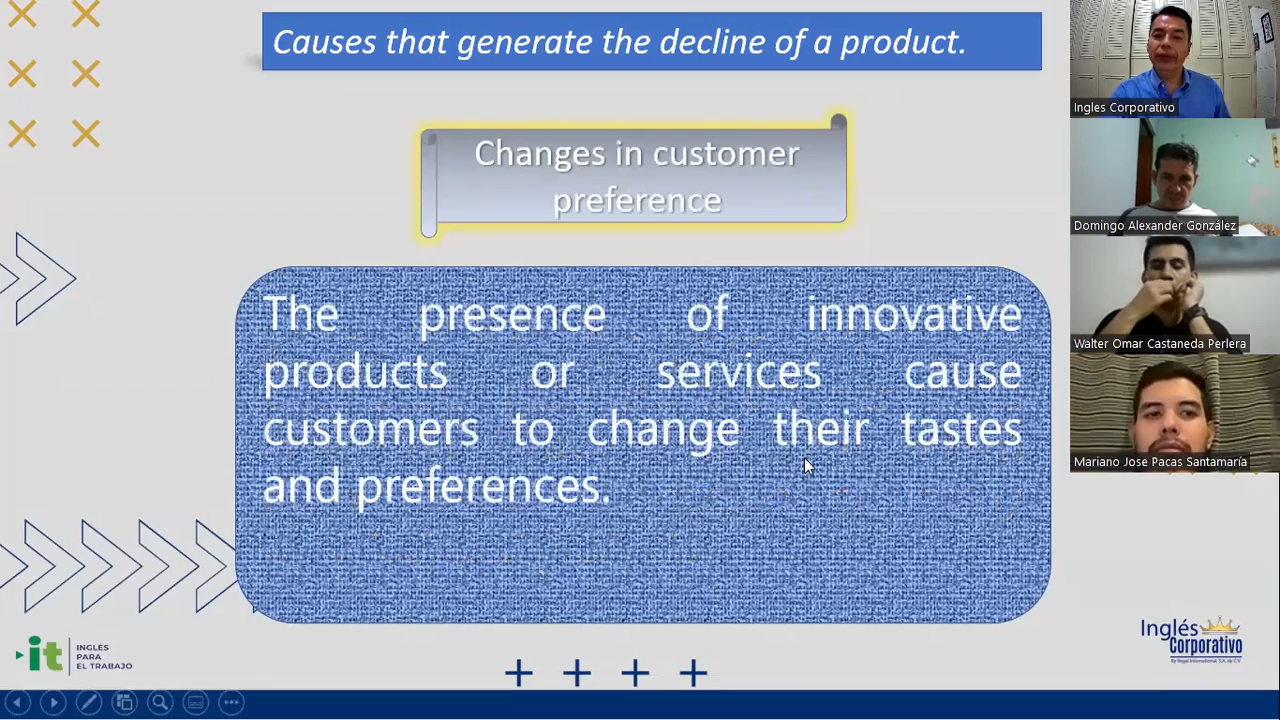 Causes that generate the decline of a product.
Changes in customer
preference
The presence of innovative
products or services cause
customers to change their tastes
and preferences.
Ingles Corporativo
Domingo Alexander González
Walter Omar Castaneda Perlera
Mariano Jose Pacas Santamaría
it
INGLÉS
PARA
EL TRABAJO
Inglés
Corporativo